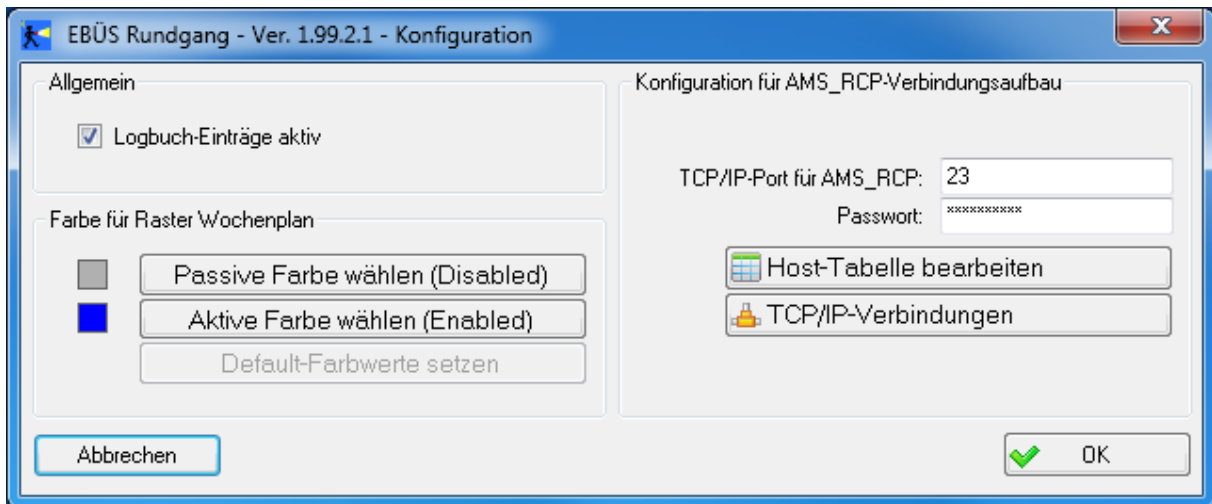 EBÜS Rundgang - Ver. 1.99.2.1 - Konfiguration
Allgemein
Logbuch-Einträge aktiv
Farbe für Raster Wochenplan
Passive Farbe wählen (Disabled)
Aktive Farbe wählen (Enabled)
Default-Farbwerte setzen
Konfiguration für AMS_RCP-Verbindungsaufbau
TCP/IP-Port für AMS_RCP: 23
Passwort: **********
Host-Tabelle bearbeiten
TCP/IP-Verbindungen
Abbrechen
OK